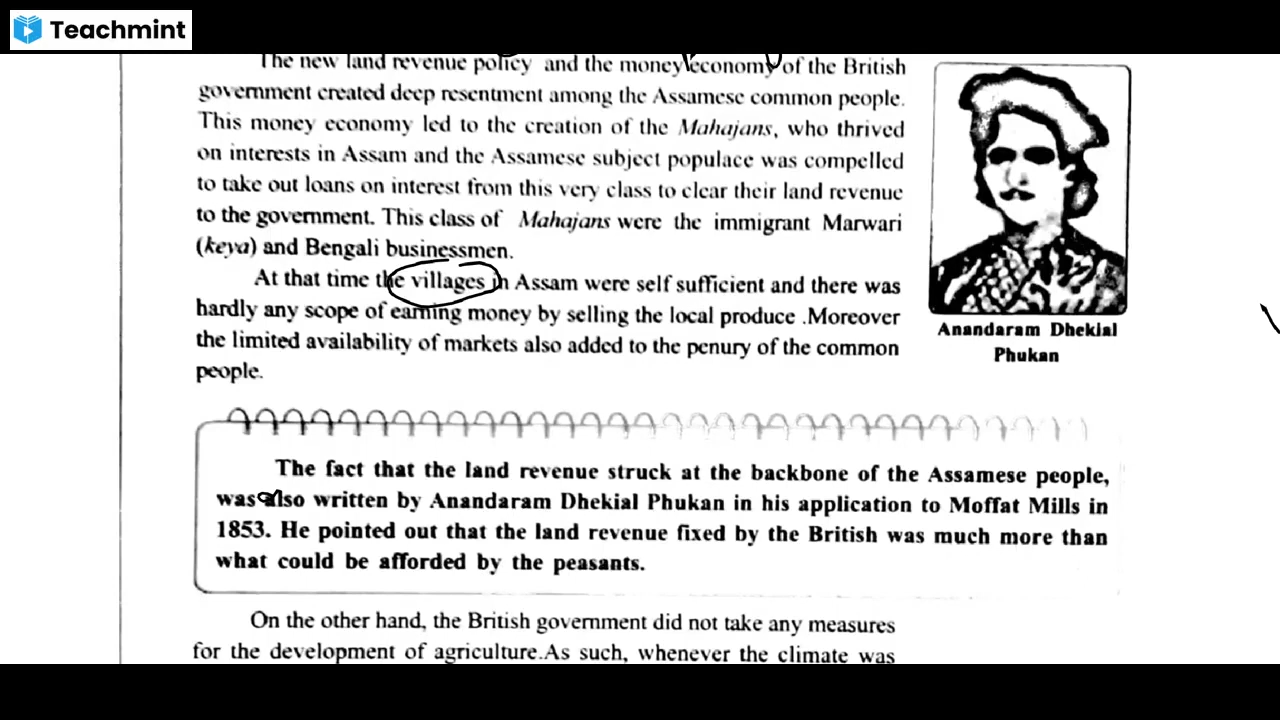 Teachmint
The new land revenue policy and the money economy of the British
government created deep resentment among the Assamese common people.
This money economy led to the creation of the Mahajans, who thrived
on interests in Assam and the Assamese subject populace was compelled
to take out loans on interest from this very class to clear their land revenue
to the government. This class of Mahajans were the immigrant Marwari
(keya) and Bengali businessmen.
At that time the villages in Assam were self sufficient and there was
hardly any scope of earning money by selling the local produce .Moreover
the limited availability of markets also added to the penury of the common
people.
Anandaram Dhekial
Phukan
The fact that the land revenue struck at the backbone of the Assamese people,
was also written by Anandaram Dhekial Phukan in his application to Moffat Mills in
1853. He pointed out that the land revenue fixed by the British was much more than
what could be afforded by the peasants.
On the other hand, the British government did not take any measures
for the development of agriculture.As such, whenever the climate was